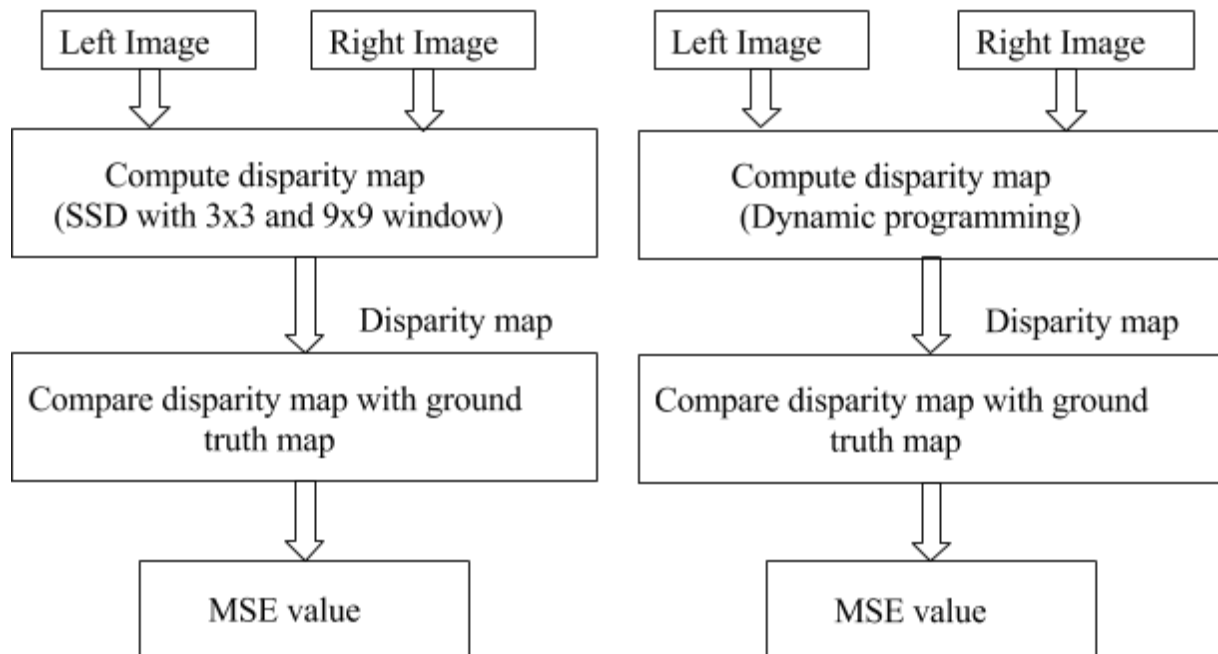 Left Image
Right Image
Compute disparity map
(SSD with 3x3 and 9x9 window)
Disparity map
Compare disparity map with ground
truth map
MSE value
Left Image
Right Image
Compute disparity map
(Dynamic programming)
Disparity map
Compare disparity map with ground
truth map
MSE value